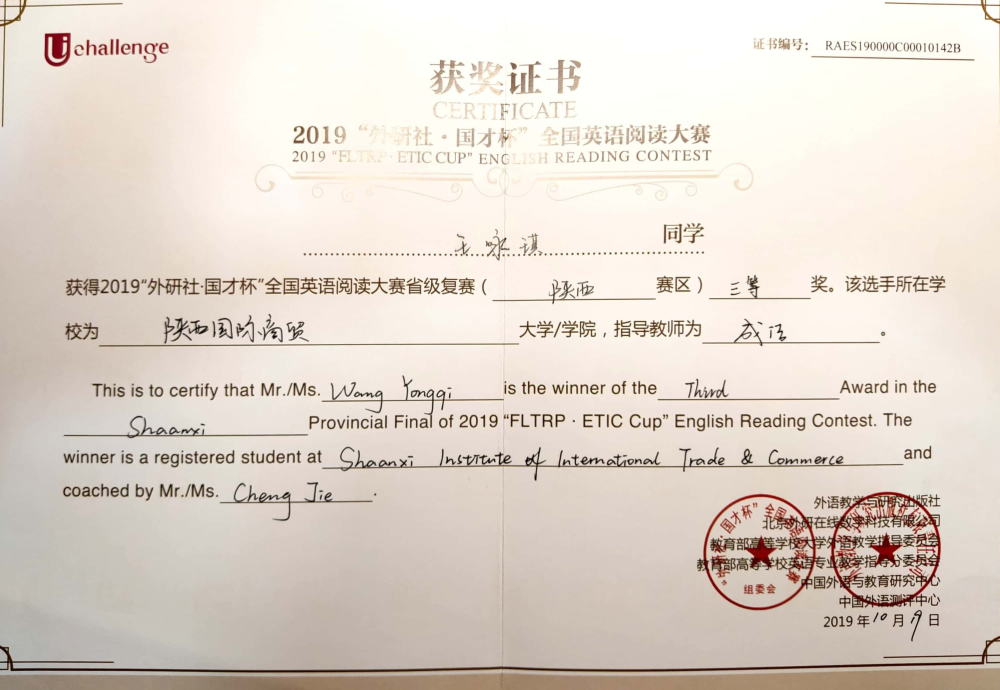 Uchallenge
证书编号: RAES190000C00010142B
获奖证书
CERTIFICATE
2019 “外研社·国才杯” 全国英语阅读大赛
2019 “FLTRP·ETIC CUP” ENGLISH READING CONTEST
王咏琪 同学
获得2019“外研社·国才杯”全国英语阅读大赛省级复赛 ( 陕西 赛区 ) 三等 奖。该选手所在学
校为 陕西国际商贸 大学/学院，指导教师为 成洁 。
This is to certify that Mr./Ms. Wang Yongqi is the winner of the Third Award in the
Shaanxi Provincial Final of 2019 “FLTRP · ETIC Cup” English Reading Contest. The
winner is a registered student at Shaanxi Institute of International Trade & Commerce and
coached by Mr./Ms. Cheng Jie .
外语教学与研究出版社
北京外研在线数字科技有限公司
教育部高等学校大学外语教学指导委员会
教育部高等学校英语专业教学指导分委员会
中国外语与教育研究中心
中国外语测评中心
2019 年 10 月 19 日
组委会